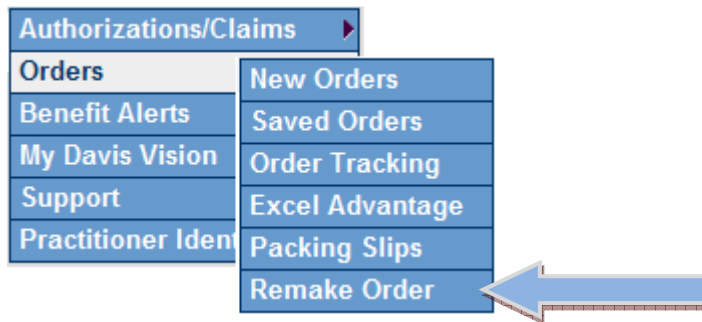 Authorizations/Claims
Orders
Benefit Alerts
My Davis Vision
Support
Practitioner
New Orders
Saved Orders
Order Tracking
Excel Advantage
Packing Slips
Remake Order